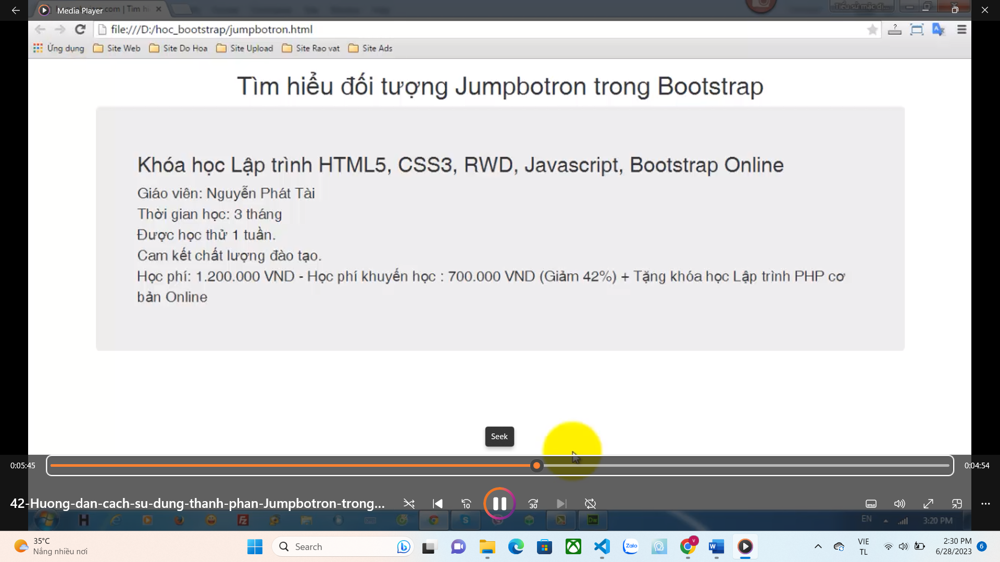 Media Player
file:///D:/hoc_bootstrap/jumpbotron.html
Ứng dụng Site Web Site Do Hoa Site Upload Site Rao vat Site Ads
Tìm hiểu đối tượng Jumpbotron trong Bootstrap
Khóa học Lập trình HTML5, CSS3, RWD, Javascript, Bootstrap Online
Giáo viên: Nguyễn Phát Tài
Thời gian học: 3 tháng
Được học thử 1 tuần.
Cam kết chất lượng đào tạo.
Học phí: 1.200.000 VND - Học phí khuyến học : 700.000 VND (Giảm 42%) + Tặng khóa học Lập trình PHP cơ
bản Online
Seek
0:05:45 0:04:54
42-Huong-dan-cach-su-dung-thanh-phan-Jumpbotron-trong...
10 30
EN 3:20 PM
35°C
Nắng nhiều nơi
Search
Zalo
VIE
TL
2:30 PM
6/28/2023
6